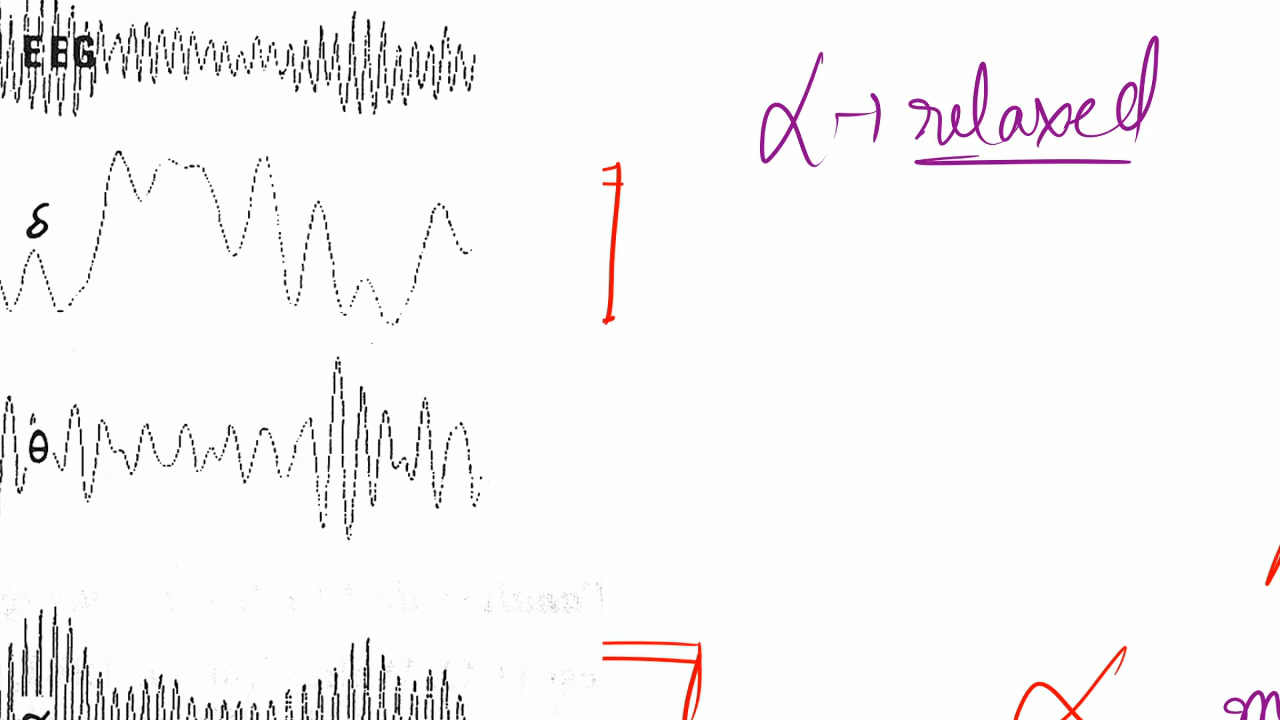 EEG
α → relaxed
δ
θ
α